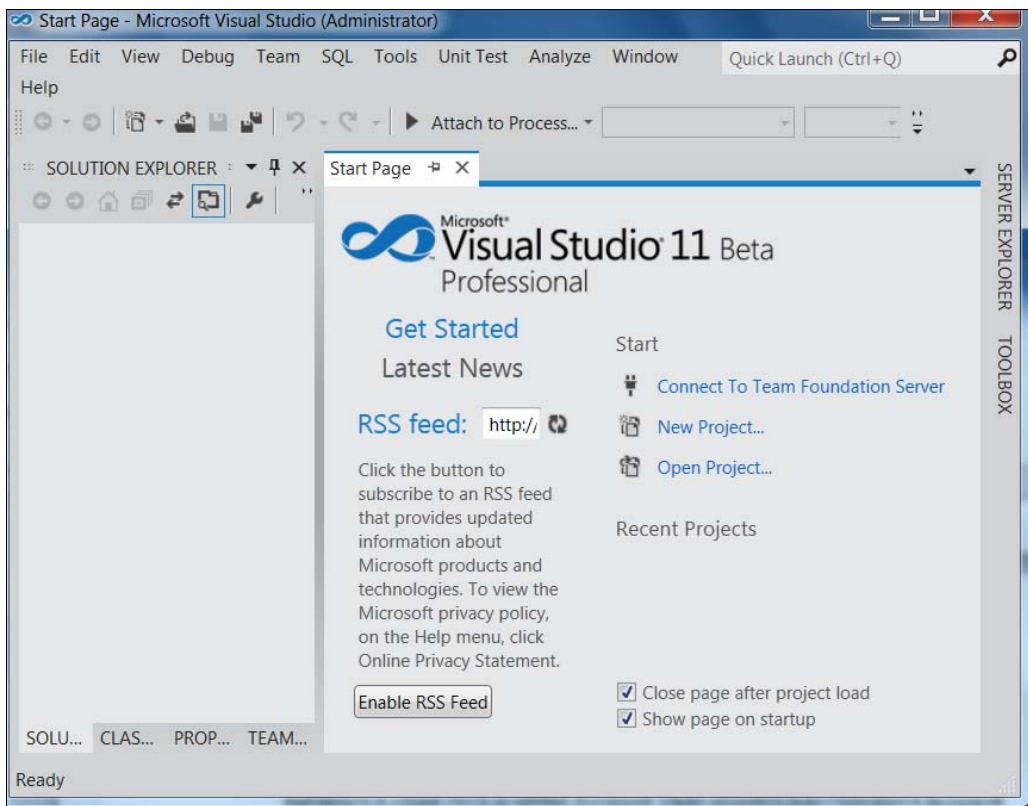 Start Page - Microsoft Visual Studio (Administrator)
File Edit View Debug Team SQL Tools Unit Test Analyze Window Quick Launch (Ctrl+Q)
Help
Attach to Process...
SOLUTION EXPLORER
Start Page
Microsoft®
Visual Studio® 11 Beta
Professional
Get Started
Latest News
RSS feed: http:/
Click the button to
subscribe to an RSS feed
that provides updated
information about
Microsoft products and
technologies. To view the
Microsoft privacy policy,
on the Help menu, click
Online Privacy Statement.
Enable RSS Feed
Start
Connect To Team Foundation Server
New Project...
Open Project...
Recent Projects
Close page after project load
Show page on startup
SERVER EXPLORER
TOOLBOX
SOLU... CLAS... PROP... TEAM...
Ready